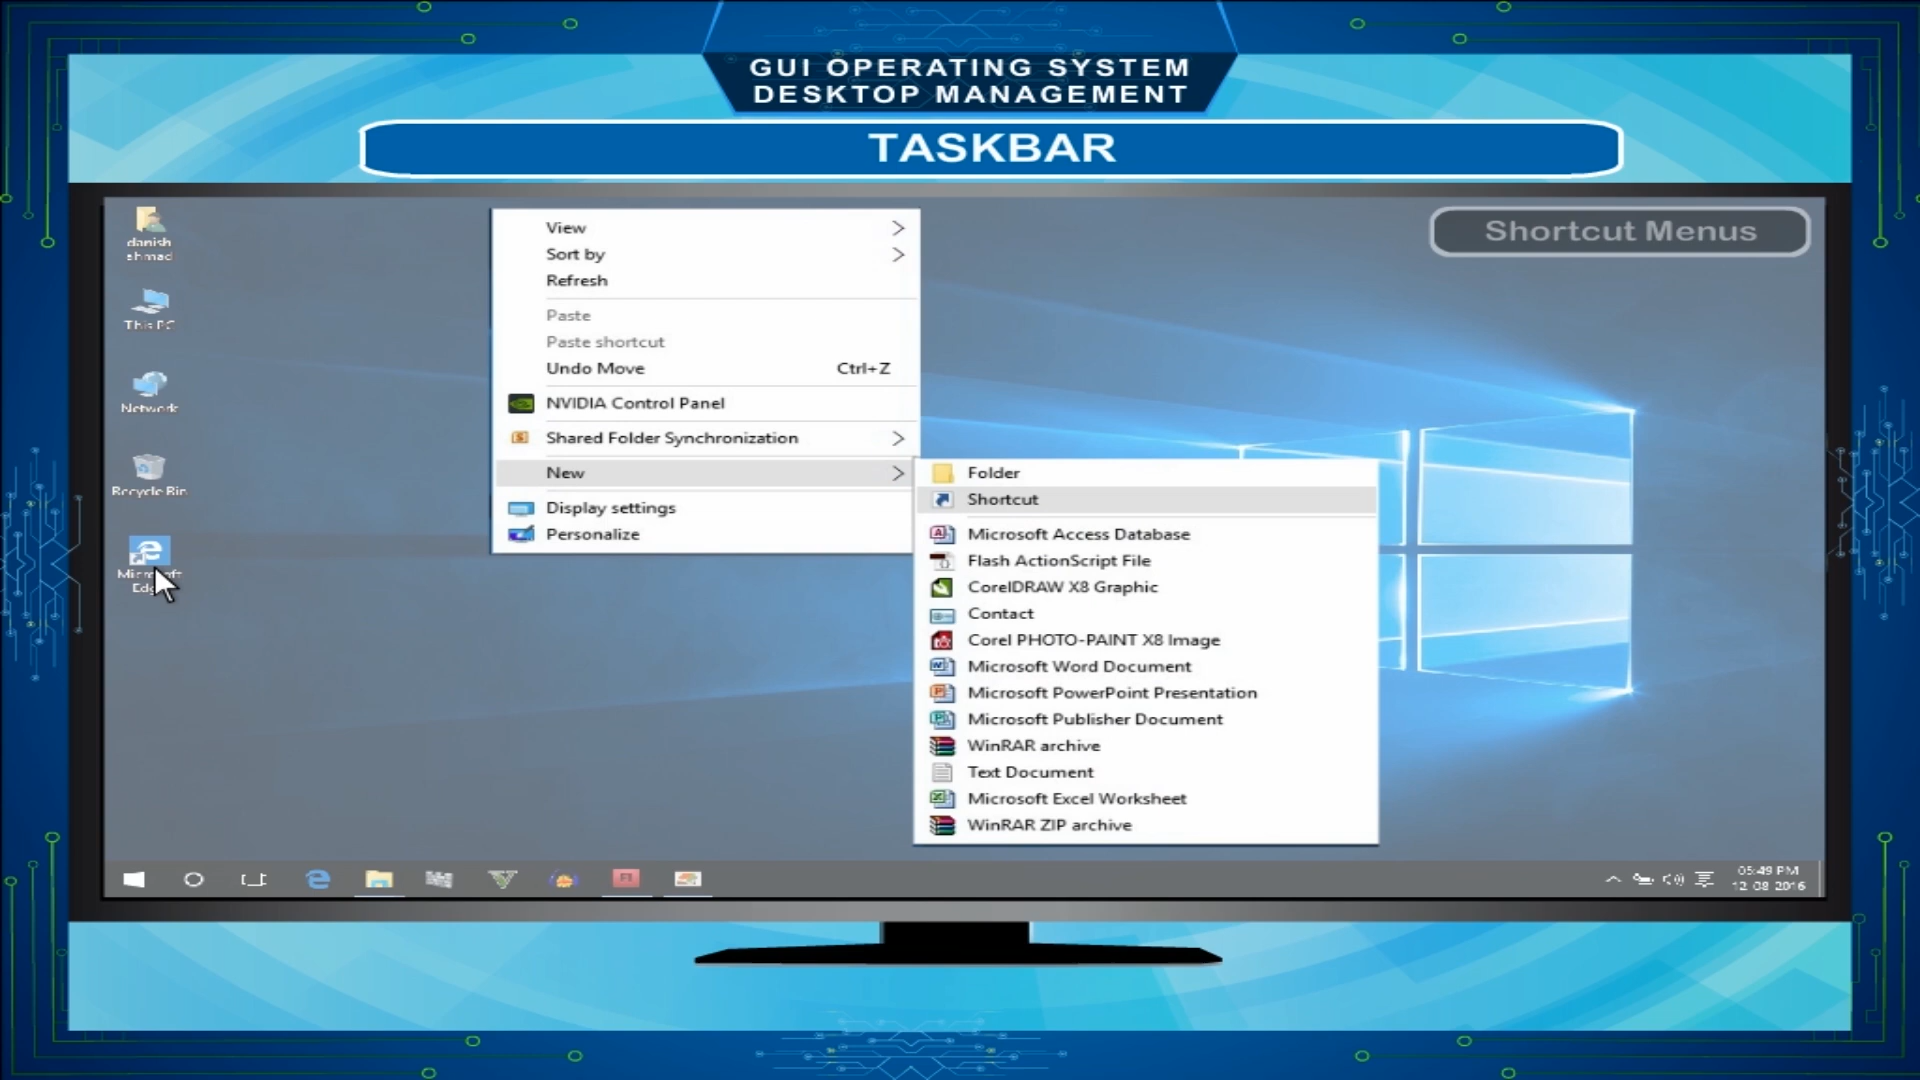 GUI OPERATING SYSTEM
DESKTOP MANAGEMENT
TASKBAR
Shortcut Menus
danish
ahmad
This PC
Network
Recycle Bin
Microsoft
Edge
View
Sort by
Refresh
Paste
Paste shortcut
Undo Move Ctrl+Z
NVIDIA Control Panel
Shared Folder Synchronization
New
Display settings
Personalize
Folder
Shortcut
Microsoft Access Database
Flash ActionScript File
CorelDRAW X8 Graphic
Contact
Corel PHOTO-PAINT X8 Image
Microsoft Word Document
Microsoft PowerPoint Presentation
Microsoft Publisher Document
WinRAR archive
Text Document
Microsoft Excel Worksheet
WinRAR ZIP archive
05:49 PM
12-08-2016